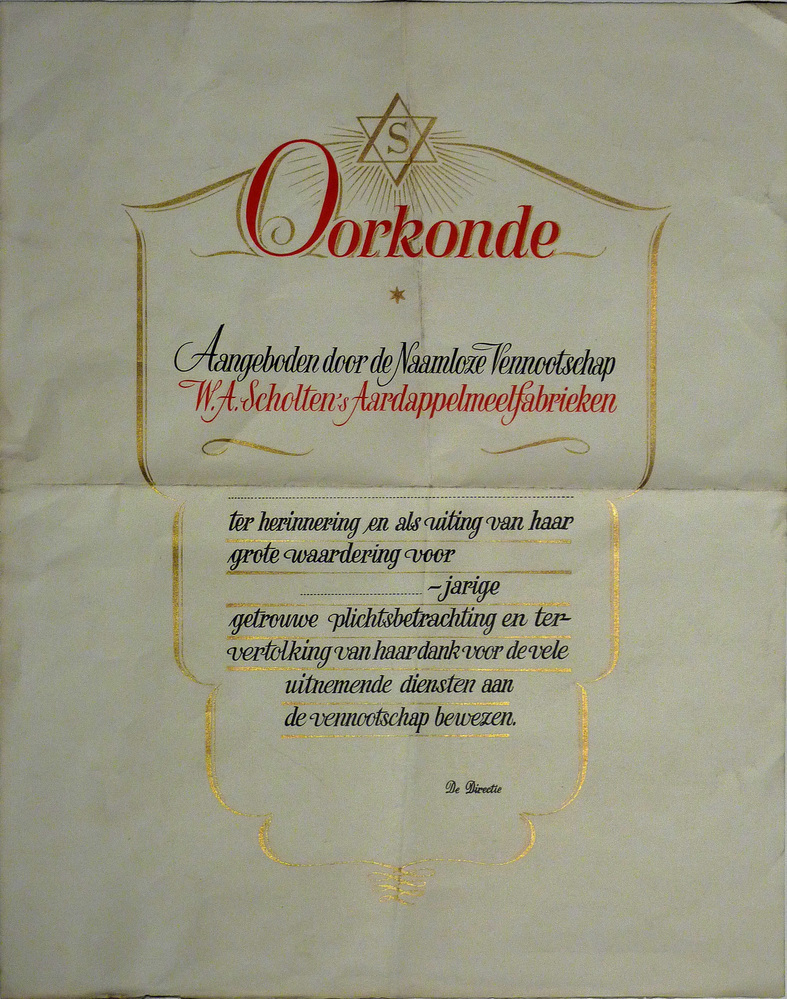 S
Oorkonde
Aangeboden door de Naamloze Vennootschap
W.A. Scholten's Aardappelmeelfabrieken
ter herinnering en als uiting van haar
grote waardering voor
-jarige
getrouwe plichtsbetrachting en ter-
vertolking van haar dank voor de vele
uitnemende diensten aan
de vennootschap bewezen.
De Directie